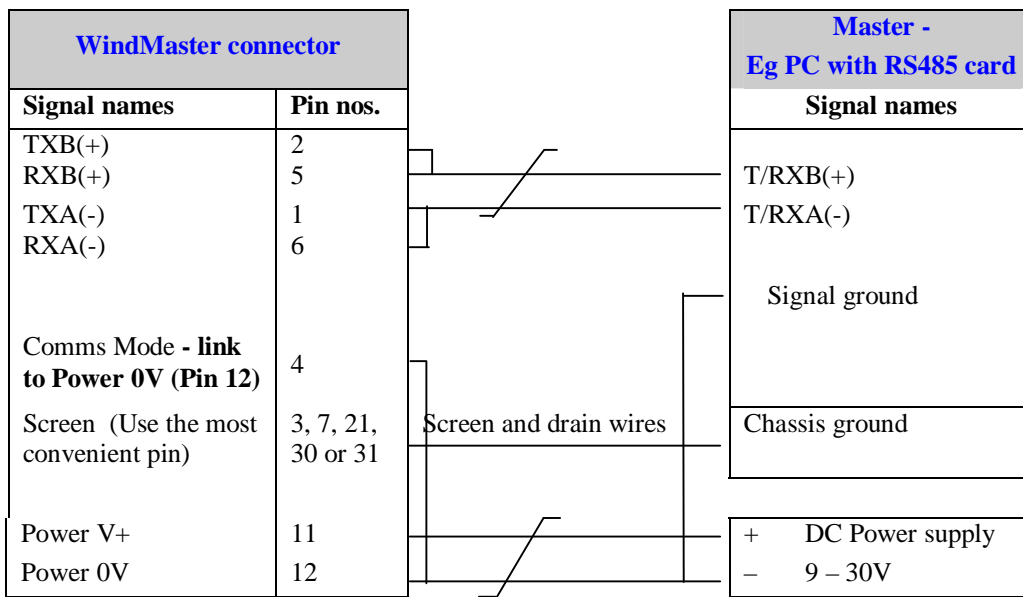 WindMaster connector
Master -
Eg PC with RS485 card
Signal names Pin nos.
Signal names
TXB(+) 2
RXB(+) 5
T/RXB(+)
TXA(-) 1
T/RXA(-)
RXA(-) 6
Signal ground
Comms Mode - link
to Power 0V (Pin 12)
4
Screen (Use the most
convenient pin)
3, 7, 21,
30 or 31
Screen and drain wires
Chassis ground
Power V+ 11
+ DC Power supply
Power 0V 12
– 9 – 30V